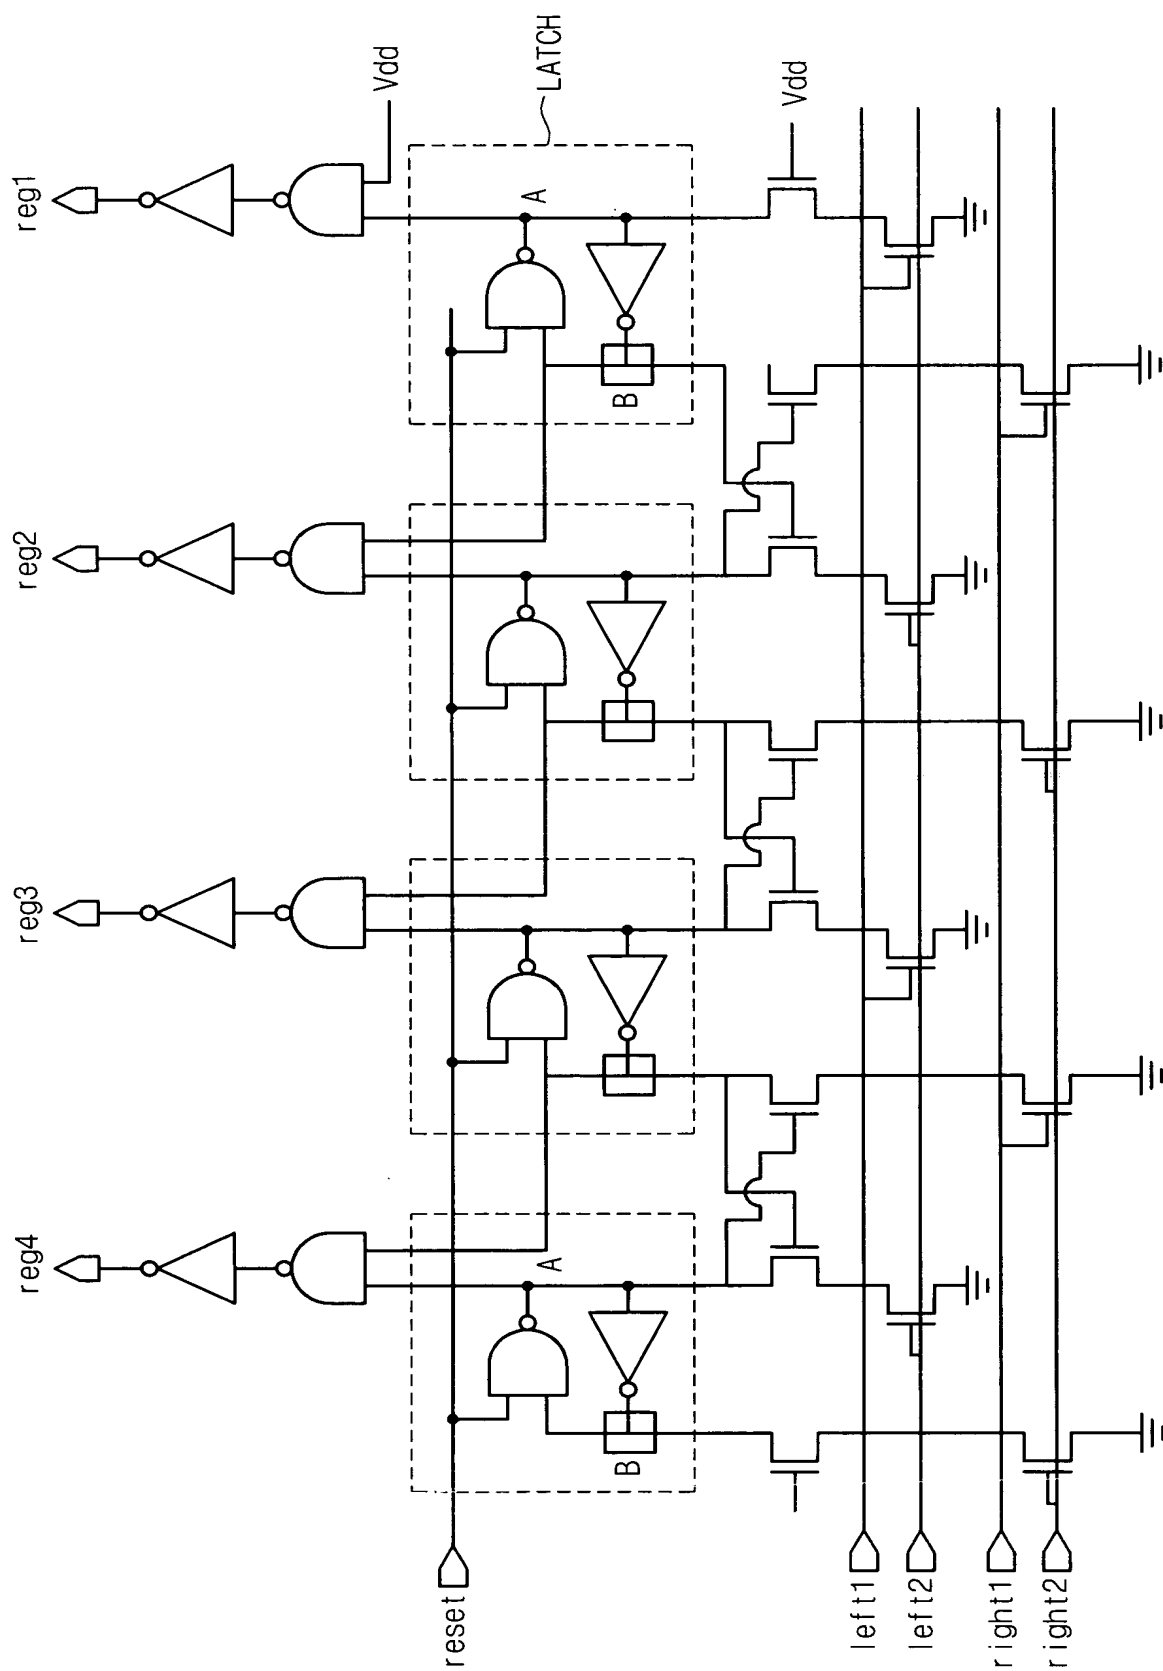 reg1
reg2
reg3
reg4
Vdd
LATCH
A
B
A
B
Vdd
reset
left1
left2
right1
right2